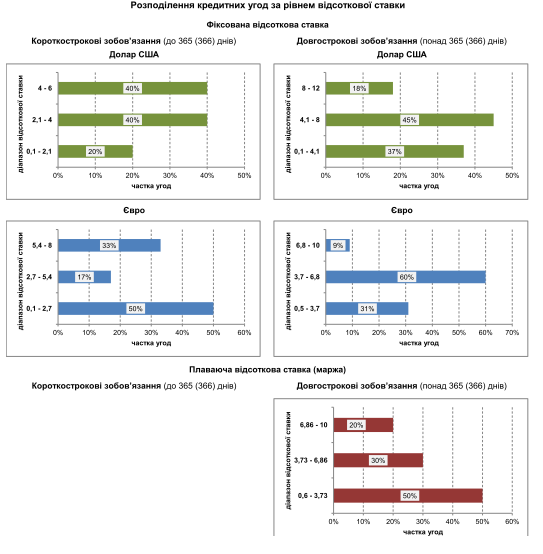 Розподілення кредитних угод за рівнем відсоткової ставки
Фіксована відсоткова ставка
Короткострокові зобов'язання (до 365 (366) днів)
Долар США
діапазон відсоткової ставки
4 - 6
40%
2,1 - 4
40%
0,1 - 2,1
20%
0% 10% 20% 30% 40% 50%
частка угод
Довгострокові зобов'язання (понад 365 (366) днів)
Долар США
діапазон відсоткової ставки
8 - 12
18%
4,1 - 8
45%
0,1 - 4,1
37%
0% 10% 20% 30% 40% 50%
частка угод
Євро
діапазон відсоткової ставки
5,4 - 8
33%
2,7 - 5,4
17%
0,1 - 2,7
50%
0% 10% 20% 30% 40% 50% 60%
частка угод
Євро
діапазон відсоткової ставки
6,8 - 10
9%
3,7 - 6,8
60%
0,5 - 3,7
31%
0% 10% 20% 30% 40% 50% 60% 70%
частка угод
Плаваюча відсоткова ставка (маржа)
Короткострокові зобов'язання (до 365 (366) днів)
Довгострокові зобов'язання (понад 365 (366) днів)
діапазон відсоткової ставки
6,86 - 10
20%
3,73 - 6,86
30%
0,6 - 3,73
50%
0% 10% 20% 30% 40% 50% 60%
частка угод